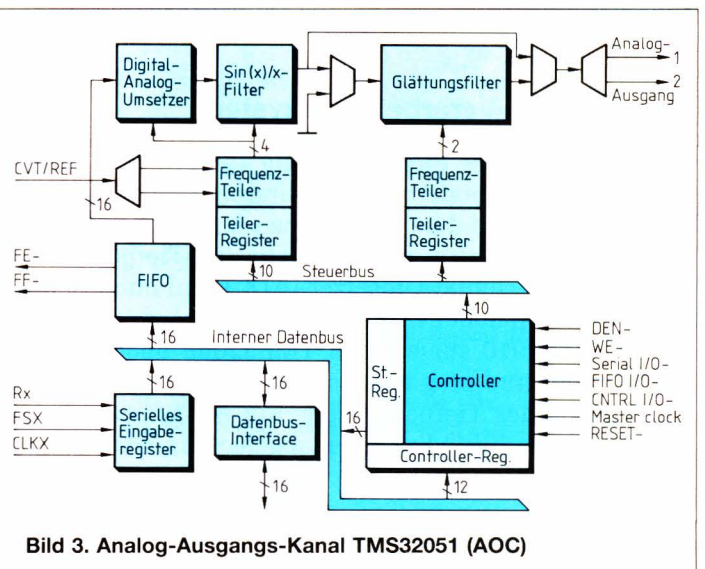 Digital-
Analog-
Umsetzer
Sin(x)/x-
Filter
Glättungsfilter
Analog-
1
2
Ausgang
4
2
CVT/REF
16
Frequenz-
Teiler
Teiler-
Register
Frequenz-
Teiler
Teiler-
Register
FE-
FF-
FIFO
10
Steuerbus
10
16
Interner Datenbus
16
16
16
Rx
FSX
CLKX
Serielles
Eingabe-
register
Datenbus-
Interface
16
St.-
Reg.
Controller
Controller-Reg.
12
DEN-
WE-
Serial I/O-
FIFO I/O-
CNTRL I/O-
Master clock
RESET-
Bild 3. Analog-Ausgangs-Kanal TMS32051 (AOC)